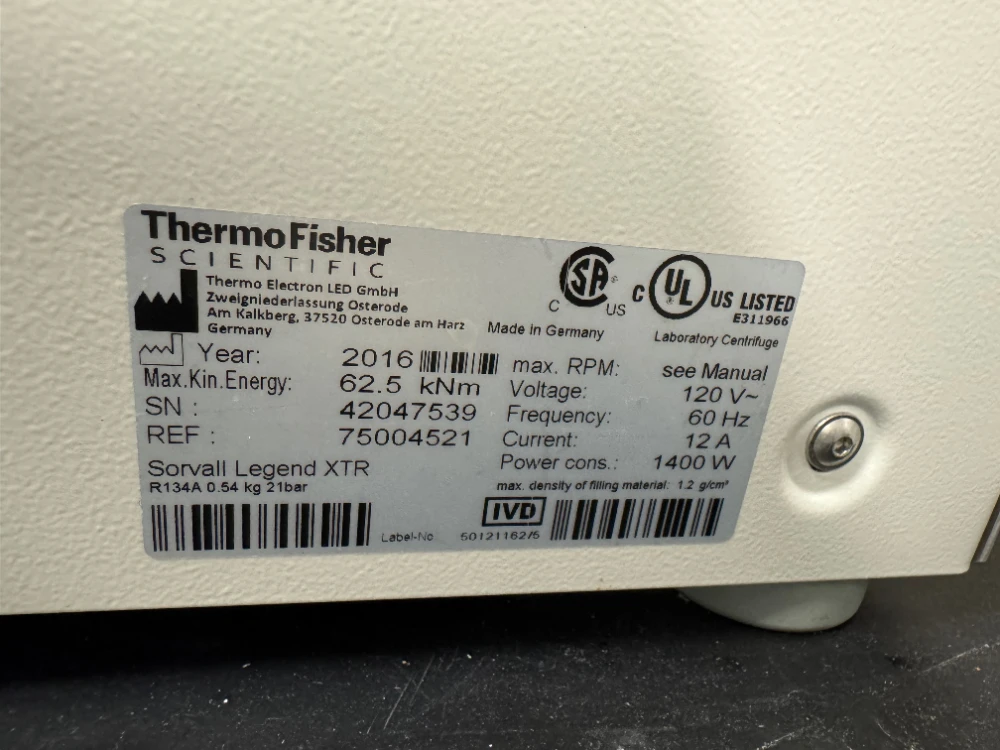 ThermoFisher
SCIENTIFIC
Thermo Electron LED GmbH
Zweigniederlassung Osterode
Am Kalkberg, 37520 Osterode am Harz
Germany
Made in Germany
C SA US
C UL US LISTED
E311966
Laboratory Centrifuge
Year: 2016
Max.Kin.Energy: 62.5 kNm
SN : 42047539
REF : 75004521
Sorvall Legend XTR
R134A 0.54 kg 21bar
max. RPM: see Manual
Voltage: 120 V~
Frequency: 60 Hz
Current: 12 A
Power cons.: 1400 W
max. density of filling material: 1.2 g/cm³
IVD
Label-No. 50121162/5